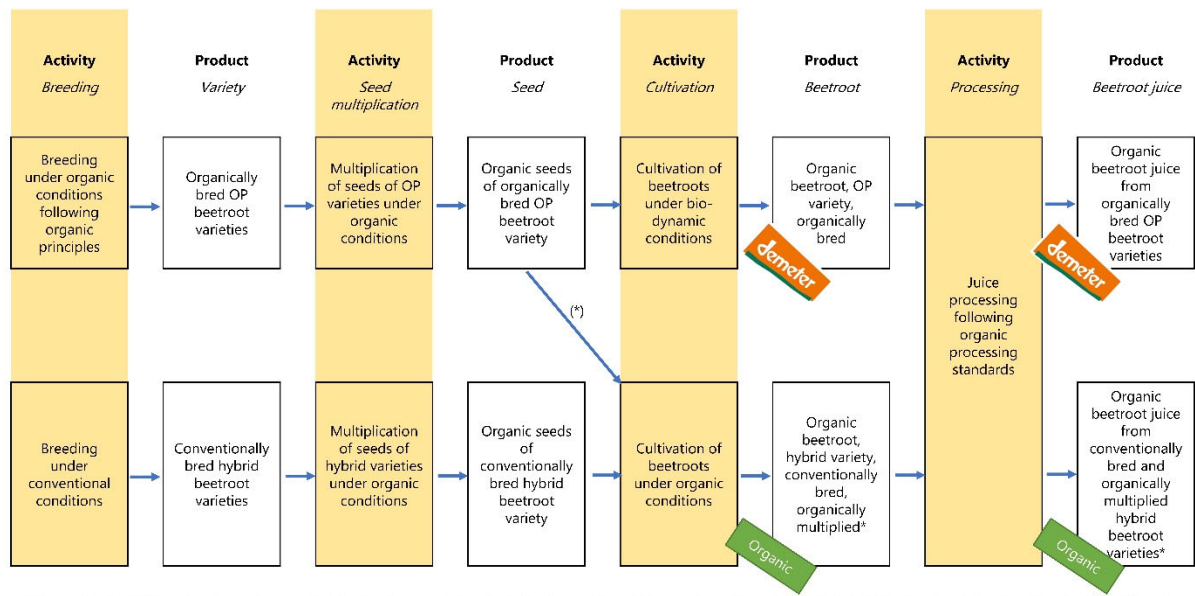 Activity
Breeding
Product
Variety
Activity
Seed
multiplication
Product
Seed
Activity
Cultivation
Product
Beetroot
Activity
Processing
Product
Beetroot juice
Breeding
under organic
conditions
following
organic
principles
Organically
bred OP
beetroot
varieties
Multiplication
of seeds of OP
varieties under
organic
conditions
Organic seeds
of organically
bred OP
beetroot
variety
Cultivation of
beetroots
under bio-
dynamic
conditions
Organic
beetroot, OP
variety,
organically
bred
demeter
Juice
processing
following
organic
processing
standards
Organic
beetroot juice
from
organically
bred OP
beetroot
varieties
demeter
(*)
Breeding
under
conventional
conditions
Conventionally
bred hybrid
beetroot
varieties
Multiplication
of seeds of
hybrid varieties
under organic
conditions
Organic seeds
of
conventionally
bred hybrid
beetroot
variety
Cultivation of
beetroots
under organic
conditions
Organic
beetroot,
hybrid variety,
conventionally
bred,
organically
multiplied*
Organic
Organic
beetroot juice
from
conventionally
bred and
organically
multiplied
hybrid
beetroot
varieties*
Organic